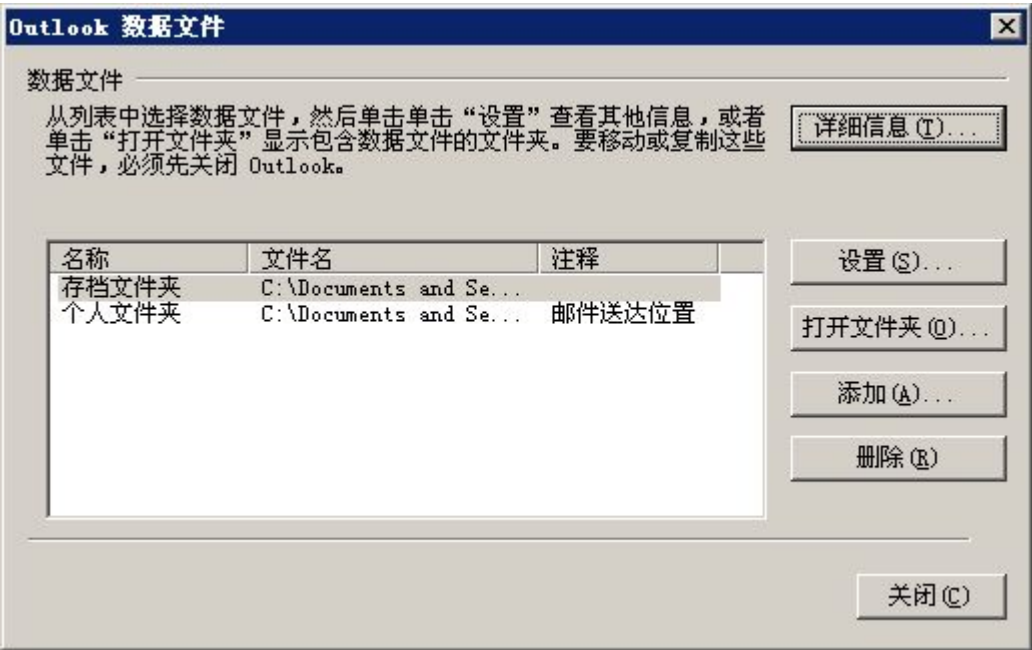 Outlook 数据文件
数据文件
从列表中选择数据文件，然后单击单击“设置”查看其他信息，或者
单击“打开文件夹”显示包含数据文件的文件夹。要移动或复制这些
文件，必须先关闭 Outlook。
详细信息(T)...
名称 文件名 注释
存档文件夹 C:\Documents and Se...
个人文件夹 C:\Documents and Se... 邮件送达位置
设置(S)...
打开文件夹(O)...
添加(A)...
删除(R)
关闭(C)